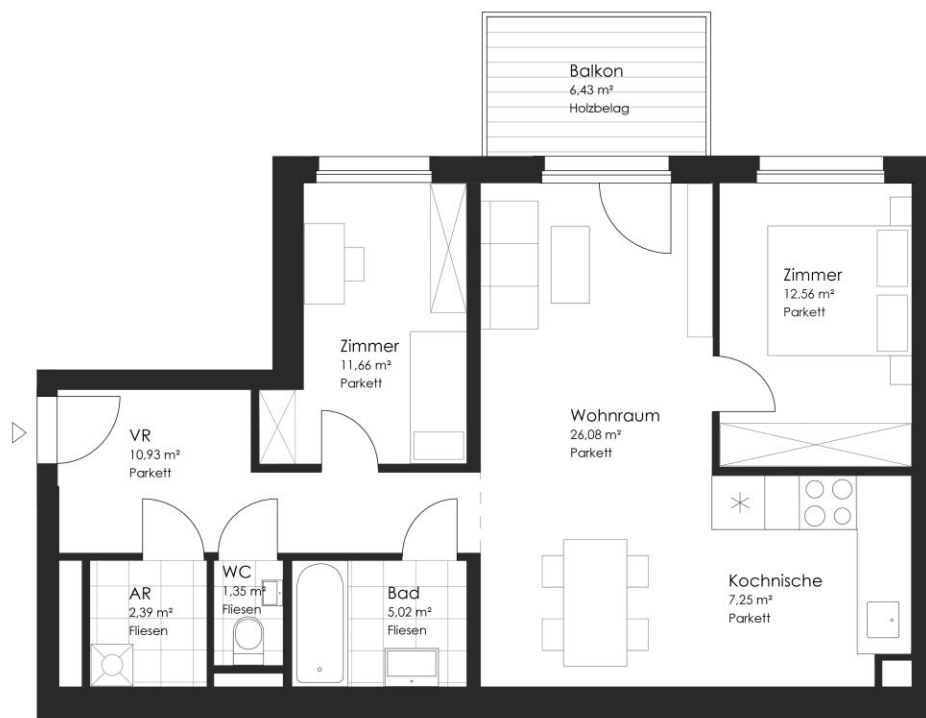 Balkon
6,43 m²
Holzbelag
Zimmer
12,56 m²
Parkett
Zimmer
11,66 m²
Parkett
Wohnraum
26,08 m²
Parkett
VR
10,93 m²
Parkett
AR
2,39 m²
Fliesen
WC
1,35 m²
Fliesen
Bad
5,02 m²
Fliesen
Kochnische
7,25 m²
Parkett